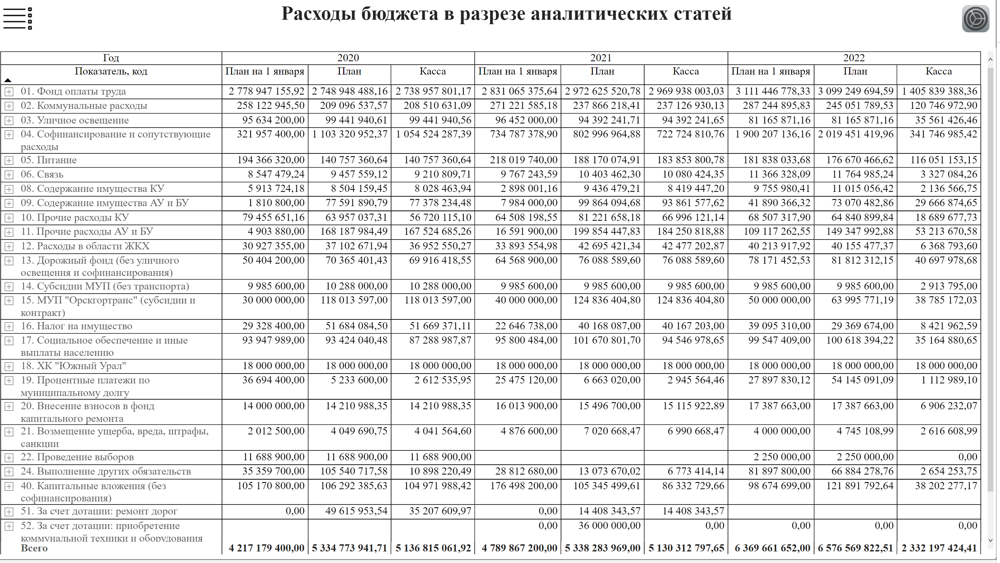 Расходы бюджета в разрезе аналитических статей
Год 2020 2021 2022
Показатель, код План на 1 января План Касса План на 1 января План Касса План на 1 января План Касса
01. Фонд оплаты труда 2 778 947 155,92 2 748 948 488,16 2 738 957 801,17 2 831 065 375,64 2 972 625 520,78 2 969 938 003,03 3 111 446 778,33 3 099 249 694,59 1 405 839 388,36
02. Коммунальные расходы 258 122 945,50 209 096 537,57 208 510 631,09 271 221 585,18 237 866 218,41 237 126 930,13 287 244 895,83 245 051 789,53 120 746 972,90
03. Уличное освещение 95 634 200,00 99 441 940,61 99 441 940,56 96 452 000,00 94 392 241,71 94 392 241,65 81 165 871,16 81 165 871,16 35 561 426,46
04. Софинансирование и сопутствующие 321 957 400,00 1 103 320 952,37 1 054 524 287,39 734 787 378,90 802 996 964,88 722 724 810,76 1 900 207 136,16 2 019 451 419,96 341 746 985,42
расходы
05. Питание 194 366 320,00 140 757 360,64 140 757 360,64 218 019 740,00 188 170 074,91 183 853 800,78 181 838 033,68 176 670 466,62 116 051 153,15
06. Связь 8 547 479,24 9 457 559,12 9 210 809,71 9 767 243,59 10 403 462,30 10 080 424,35 11 366 328,09 11 764 985,24 3 327 084,26
08. Содержание имущества КУ 5 913 724,18 8 504 159,45 8 028 463,94 2 898 001,16 9 436 479,21 8 419 447,20 9 755 980,41 11 015 056,42 2 136 566,75
09. Содержание имущества АУ и БУ 1 810 800,00 77 591 890,79 77 378 234,48 7 984 000,00 99 864 094,68 93 861 577,62 41 890 366,32 73 070 482,86 29 666 874,65
10. Прочие расходы КУ 79 455 651,16 63 957 037,31 56 720 115,10 64 508 198,55 81 221 658,18 66 996 121,14 68 507 317,90 64 840 899,84 18 689 677,73
11. Прочие расходы АУ и БУ 4 903 880,00 168 187 984,49 167 524 685,26 16 591 900,00 199 854 447,83 184 250 818,88 109 117 262,55 149 347 992,88 53 213 670,58
12. Расходы в области ЖКХ 30 927 355,00 37 102 671,94 36 952 550,27 33 893 554,98 42 695 421,34 42 477 202,87 40 213 917,92 40 155 477,37 6 368 793,60
13. Дорожный фонд (без уличного 50 404 200,00 70 365 401,43 69 916 418,55 64 568 900,00 76 088 589,60 76 088 589,60 78 171 452,53 81 812 312,15 40 697 978,68
освещения и софинансирования)
14. Субсидии МУП (без транспорта) 9 985 600,00 10 288 000,00 10 288 000,00 9 985 600,00 9 985 600,00 9 985 600,00 9 985 600,00 9 985 600,00 2 913 795,00
15. МУП "Орскгортранс" (субсидии и 30 000 000,00 118 013 597,00 118 013 597,00 40 000 000,00 124 836 404,80 124 836 404,80 50 000 000,00 63 995 771,19 38 785 172,03
контракт)
16. Налог на имущество 29 328 400,00 51 684 084,50 51 669 371,11 22 646 738,00 40 168 087,00 40 167 203,00 39 095 310,00 29 369 674,00 8 421 962,59
17. Социальное обеспечение и иные 93 947 989,00 93 424 040,48 87 288 987,87 95 800 484,00 101 670 801,70 94 546 978,65 99 547 409,00 100 618 394,22 35 164 880,65
выплаты населению
18. ХК "Южный Урал" 18 000 000,00 18 000 000,00 18 000 000,00 18 000 000,00 18 000 000,00 18 000 000,00 18 000 000,00 18 000 000,00 18 000 000,00
19. Процентные платежи по 36 694 400,00 5 233 600,00 2 612 535,95 25 475 120,00 6 663 020,00 2 945 564,46 27 897 830,12 54 145 091,09 1 112 989,10
муниципальному долгу
20. Внесение взносов в фонд 14 000 000,00 14 210 988,35 14 210 988,35 16 013 900,00 15 496 700,00 15 115 922,89 17 387 663,00 17 387 663,00 6 906 232,07
капитального ремонта
21. Возмещение ущерба, вреда, штрафы, 2 012 500,00 4 049 690,75 4 041 564,60 4 876 600,00 7 020 668,47 6 990 668,47 4 000 000,00 4 745 108,99 2 616 608,99
санкции
22. Проведение выборов 11 688 900,00 11 688 900,00 11 688 900,00 2 250 000,00 2 250 000,00 0,00
24. Выполнение других обязательств 35 359 700,00 105 540 717,58 10 898 220,49 28 812 680,00 13 073 670,02 6 773 414,14 81 897 800,00 66 884 278,76 2 654 253,75
40. Капитальные вложения (без 105 170 800,00 106 292 385,63 104 971 988,42 176 498 200,00 105 345 499,61 86 332 729,66 98 674 699,00 121 891 792,64 38 202 277,17
софинансирования)
51. За счет дотации: ремонт дорог 0,00 49 615 953,54 35 207 609,97 0,00 14 408 343,57 14 408 343,57
52. За счет дотации: приобретение 0,00 36 000 000,00 0,00 0,00 0,00 0,00
коммунальной техники и оборудования
Всего 4 217 179 400,00 5 334 773 941,71 5 136 815 061,92 4 789 867 200,00 5 338 283 969,00 5 130 312 797,65 6 369 661 652,00 6 576 569 822,51 2 332 197 424,41